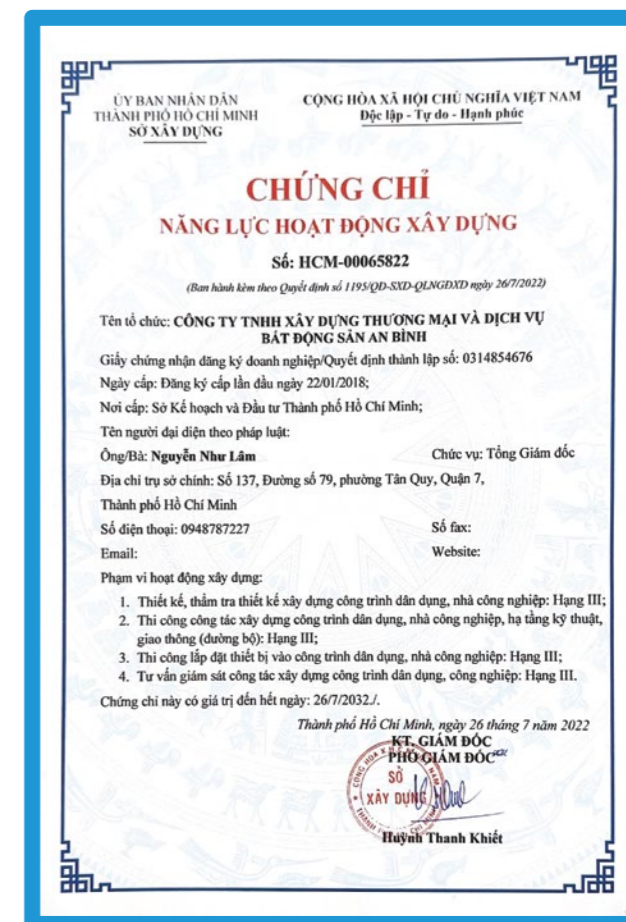 ỦY BAN NHÂN DÂN
THÀNH PHỐ HỒ CHÍ MINH
SỞ XÂY DỰNG
CỘNG HÒA XÃ HỘI CHỦ NGHĨA VIỆT NAM
Độc lập - Tự do - Hạnh phúc
CHỨNG CHỈ
NĂNG LỰC HOẠT ĐỘNG XÂY DỰNG
Số: HCM-00065822
(Ban hành kèm theo Quyết định số 1195/QĐ-SXD-QLNGĐXD ngày 26/7/2022)
Tên tổ chức: CÔNG TY TNHH XÂY DỰNG THƯƠNG MẠI VÀ DỊCH VỤ
BẤT ĐỘNG SẢN AN BÌNH
Giấy chứng nhận đăng ký doanh nghiệp/Quyết định thành lập số: 0314854676
Ngày cấp: Đăng ký cấp lần đầu ngày 22/01/2018;
Nơi cấp: Sở Kế hoạch và Đầu tư Thành phố Hồ Chí Minh;
Tên người đại diện theo pháp luật:
Ông/Bà: Nguyễn Như Lâm Chức vụ: Tổng Giám đốc
Địa chỉ trụ sở chính: Số 137, Đường số 79, phường Tân Quy, Quận 7,
Thành phố Hồ Chí Minh
Số điện thoại: 0948787227 Số fax:
Email: Website:
Phạm vi hoạt động xây dựng:
1. Thiết kế, thẩm tra thiết kế xây dựng công trình dân dụng, nhà công nghiệp: Hạng III;
2. Thi công công tác xây dựng công trình dân dụng, nhà công nghiệp, hạ tầng kỹ thuật,
giao thông (đường bộ): Hạng III;
3. Thi công lắp đặt thiết bị vào công trình dân dụng, nhà công nghiệp: Hạng III;
4. Tư vấn giám sát công tác xây dựng công trình dân dụng, công nghiệp: Hạng III.
Chứng chỉ này có giá trị đến hết ngày: 26/7/2032./.
Thành phố Hồ Chí Minh, ngày 26 tháng 7 năm 2022
KT. GIÁM ĐỐC
PHÓ GIÁM ĐỐC
SỞ
XÂY DỰNG
Huỳnh Thanh Khiết